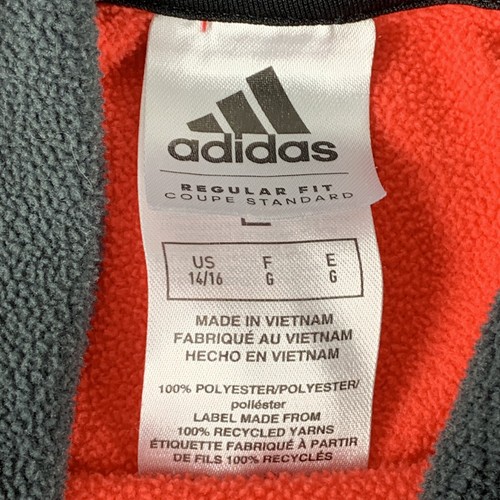 adidas
REGULAR FIT
COUPE STANDARD
US F E
14/16 G G
MADE IN VIETNAM
FABRIQUÉ AU VIETNAM
HECHO EN VIETNAM
100% POLYESTER/POLYESTER/
poliéster
LABEL MADE FROM
100% RECYCLED YARNS
ÉTIQUETTE FABRIQUÉ À PARTIR
DE FILS 100% RECYCLÉ